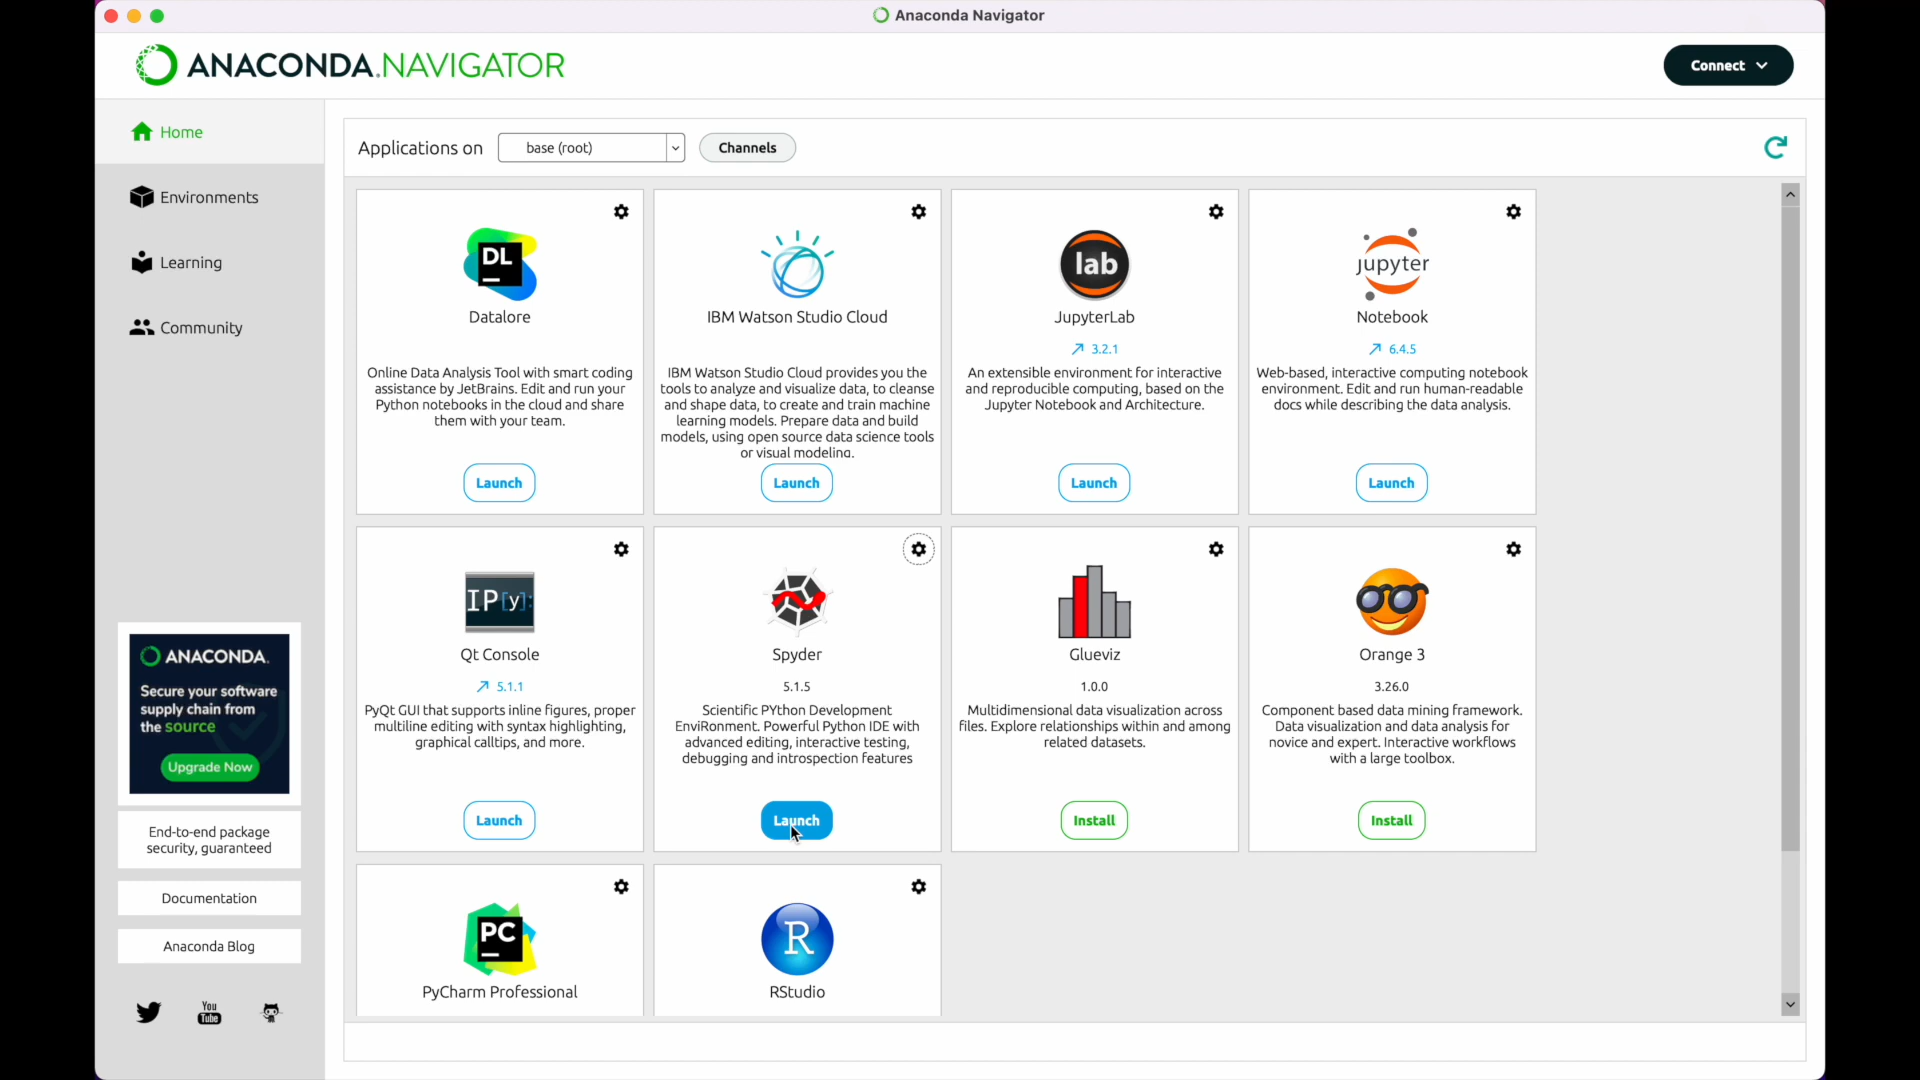 Anaconda Navigator
ANACONDA.NAVIGATOR
Connect
Home
Environments
Learning
Community
Applications on
base (root)
Channels
DL
Datalore
Online Data Analysis Tool with smart coding
assistance by JetBrains. Edit and run your
Python notebooks in the cloud and share
them with your team.
Launch
IBM Watson Studio Cloud
IBM Watson Studio Cloud provides you the
tools to analyze and visualize data, to cleanse
and shape data, to create and train machine
learning models. Prepare data and build
models, using open source data science tools
or visual modeling.
Launch
lab
JupyterLab
3.2.1
An extensible environment for interactive
and reproducible computing, based on the
Jupyter Notebook and Architecture.
Launch
jupyter
Notebook
6.4.5
Web-based, interactive computing notebook
environment. Edit and run human-readable
docs while describing the data analysis.
Launch
IP[y]:
Qt Console
5.1.1
PyQt GUI that supports inline figures, proper
multiline editing with syntax highlighting,
graphical calltips, and more.
Launch
Spyder
5.1.5
Scientific PYthon Development
EnviRonment. Powerful Python IDE with
advanced editing, interactive testing,
debugging and introspection features
Launch
Glueviz
1.0.0
Multidimensional data visualization across
files. Explore relationships within and among
related datasets.
Install
Orange 3
3.26.0
Component based data mining framework.
Data visualization and data analysis for
novice and expert. Interactive workflows
with a large toolbox.
Install
PC
PyCharm Professional
R
RStudio
ANACONDA.
Secure your software
supply chain from
the source
Upgrade Now
End-to-end package
security, guaranteed
Documentation
Anaconda Blog
You
Tube